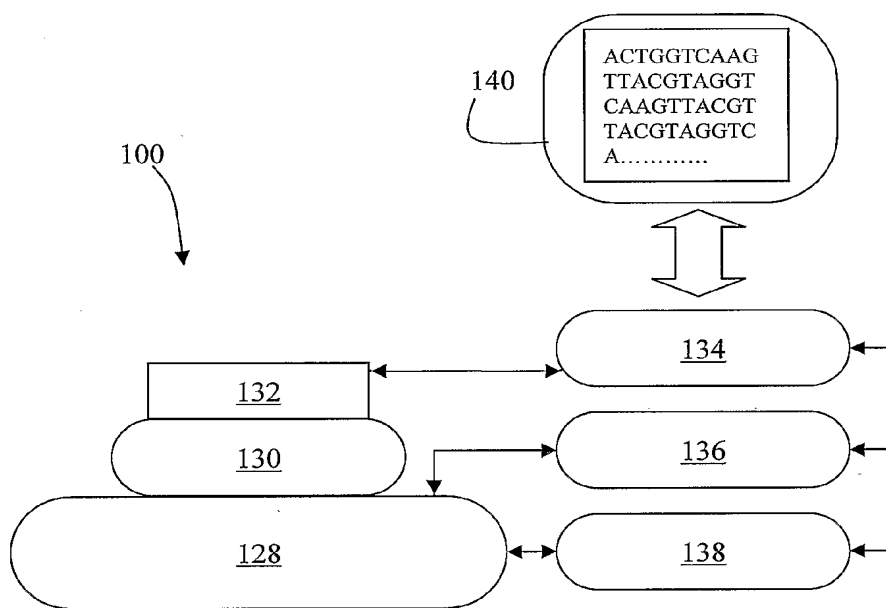 ACTGGTCAAG
TTACGTAGGT
CAAGTTACGT
TACGTAGGTC
A............
140
100
134
132
136
130
128
138